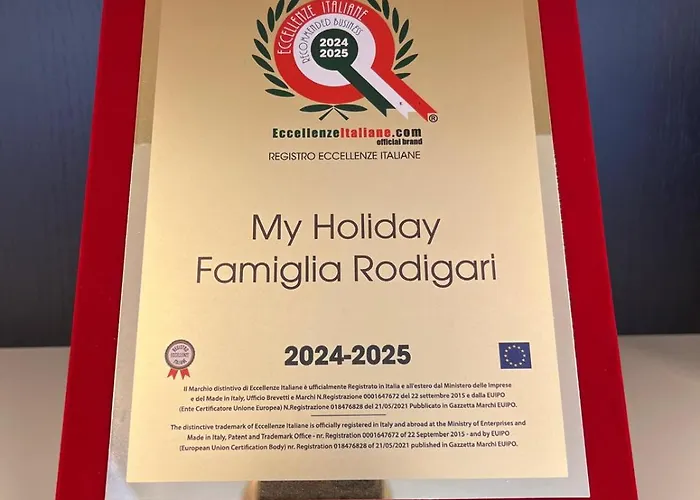 ECCELLENZE ITALIANE
RECOMMENDED BUSINESS
2024
2025
®
EccellenzeItaliane.com
official brand
REGISTRO ECCELLENZE ITALIANE
My Holiday
Famiglia Rodigari
REGISTRO
ECCELLENZE
ITALIANE
2024-2025
Il Marchio distintivo di Eccellenze Italiane è ufficialmente Registrato in Italia e all'estero dal Ministero delle Imprese
e del Made in Italy, Ufficio Brevetti e Marchi N.Registrazione 0001647672 del 22 settembre 2015 e dalla EUIPO
(Ente Certificatore Unione Europea) N.Registrazione 018476828 del 21/05/2021 Pubblicato in Gazzetta Marchi EUIPO.
The distinctive trademark of Eccellenze Italiane is officially registered in Italy and abroad at the Ministry of Enterprises and
Made in Italy, Patent and Trademark Office - nr. Registration 0001647672 of 22 September 2015 - and by EUIPO
(European Union Certification Body) nr. Registration 018476828 of 21/05/2021 published in Gazzetta Marchi EUIPO.